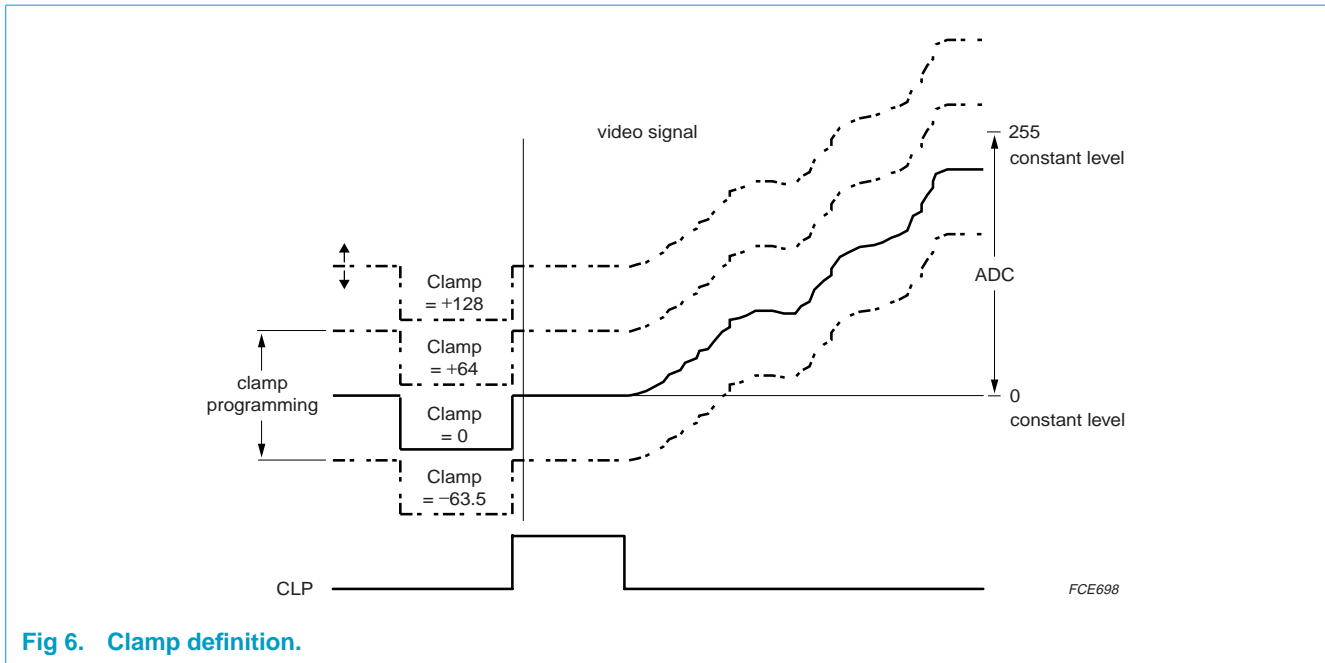 video signal
255
constant level
Clamp
= +128
ADC
Clamp
= +64
clamp
programming
0
constant level
Clamp
= 0
Clamp
= −63.5
CLP
FCE698
Fig 6. Clamp definition.